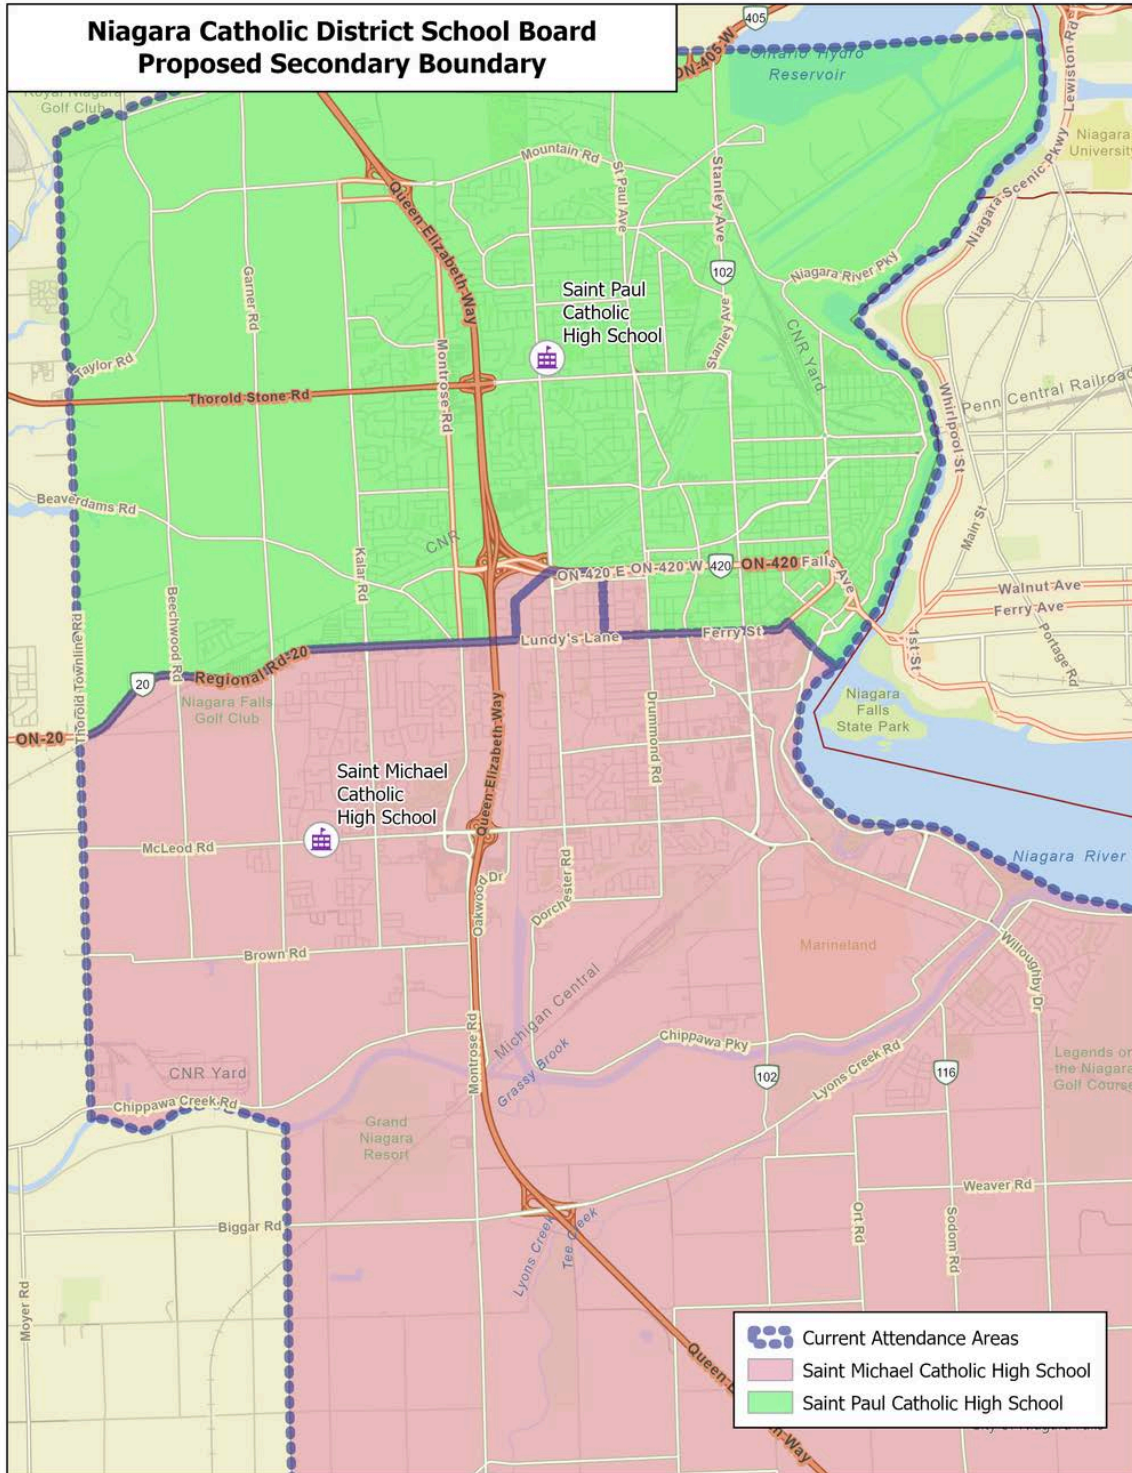 Niagara Catholic District School Board
Proposed Secondary Boundary
405
ON-405 W
Ontario Hydro
Reservoir
Lewiston Rd
Royal Niagara
Golf Club
Niagara
University
Mountain Rd
St Paul Ave
Stanley Ave
Niagara Scenic Pkwy
Queen Elizabeth Way
102
Niagara River Pky
Garner Rd
Saint Paul
Catholic
High School
Stanley Ave
CNR Yard
Montrose Rd
Taylor Rd
Thorold Stone Rd
Penn Central Railroad
Whirlpool St
Beaverdams Rd
Main St
CNR
Kalar Rd
ON-420 E
ON-420 W
420
ON-420
Falls Ave
Walnut Ave
Ferry Ave
Beechwood Rd
Thorold Townline Rd
Lundy's Lane
Ferry St
1st St
Portage Rd
20
Regional Rd-20
Niagara Falls
Golf Club
ON-20
Niagara
Falls
State Park
Drummond Rd
Queen Elizabeth Way
Saint Michael
Catholic
High School
McLeod Rd
Niagara River
Oakwood Dr
Dorchester Rd
Brown Rd
Marineland
Willoughby Dr
Michigan Central
Chippawa Pky
Grassy Brook
Montrose Rd
CNR Yard
102
Lyons Creek Rd
116
Legends on
the Niagara
Golf Course
Chippawa Creek Rd
Grand
Niagara
Resort
Weaver Rd
Biggar Rd
Lyons Creek
Tee Creek
Ort Rd
Sodom Rd
Moyer Rd
Current Attendance Areas
Saint Michael Catholic High School
Saint Paul Catholic High School